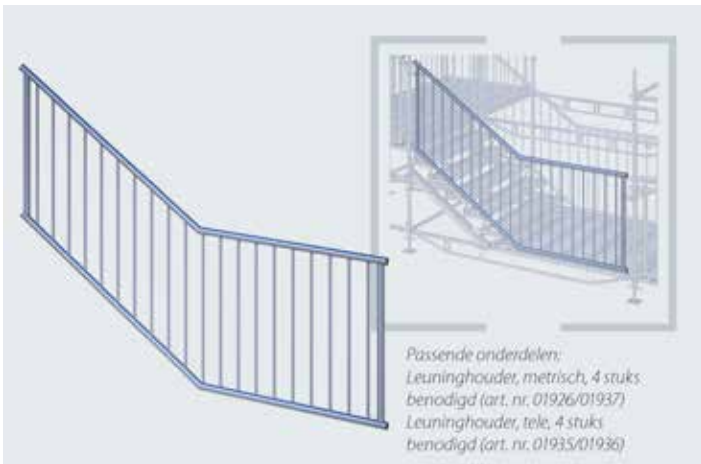 Passende onderdelen:
Leuninghouder, metrisch, 4 stuks
benodigd (art. nr. 01926/01937)
Leuninghouder, tele, 4 stuks
benodigd (art. nr. 01935/01936)